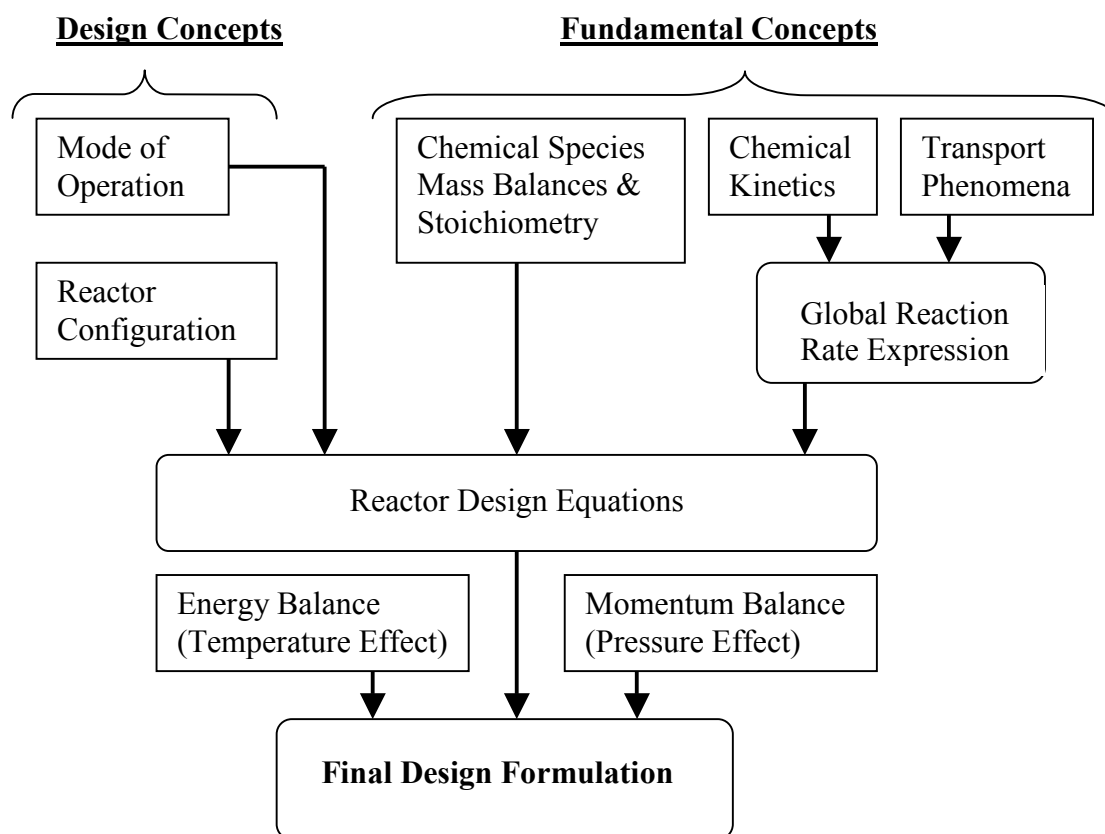 Design Concepts
Fundamental Concepts
Mode of
Operation
Chemical Species
Mass Balances &
Stoichiometry
Chemical
Kinetics
Transport
Phenomena
Reactor
Configuration
Global Reaction
Rate Expression
Reactor Design Equations
Energy Balance
(Temperature Effect)
Momentum Balance
(Pressure Effect)
Final Design Formulation